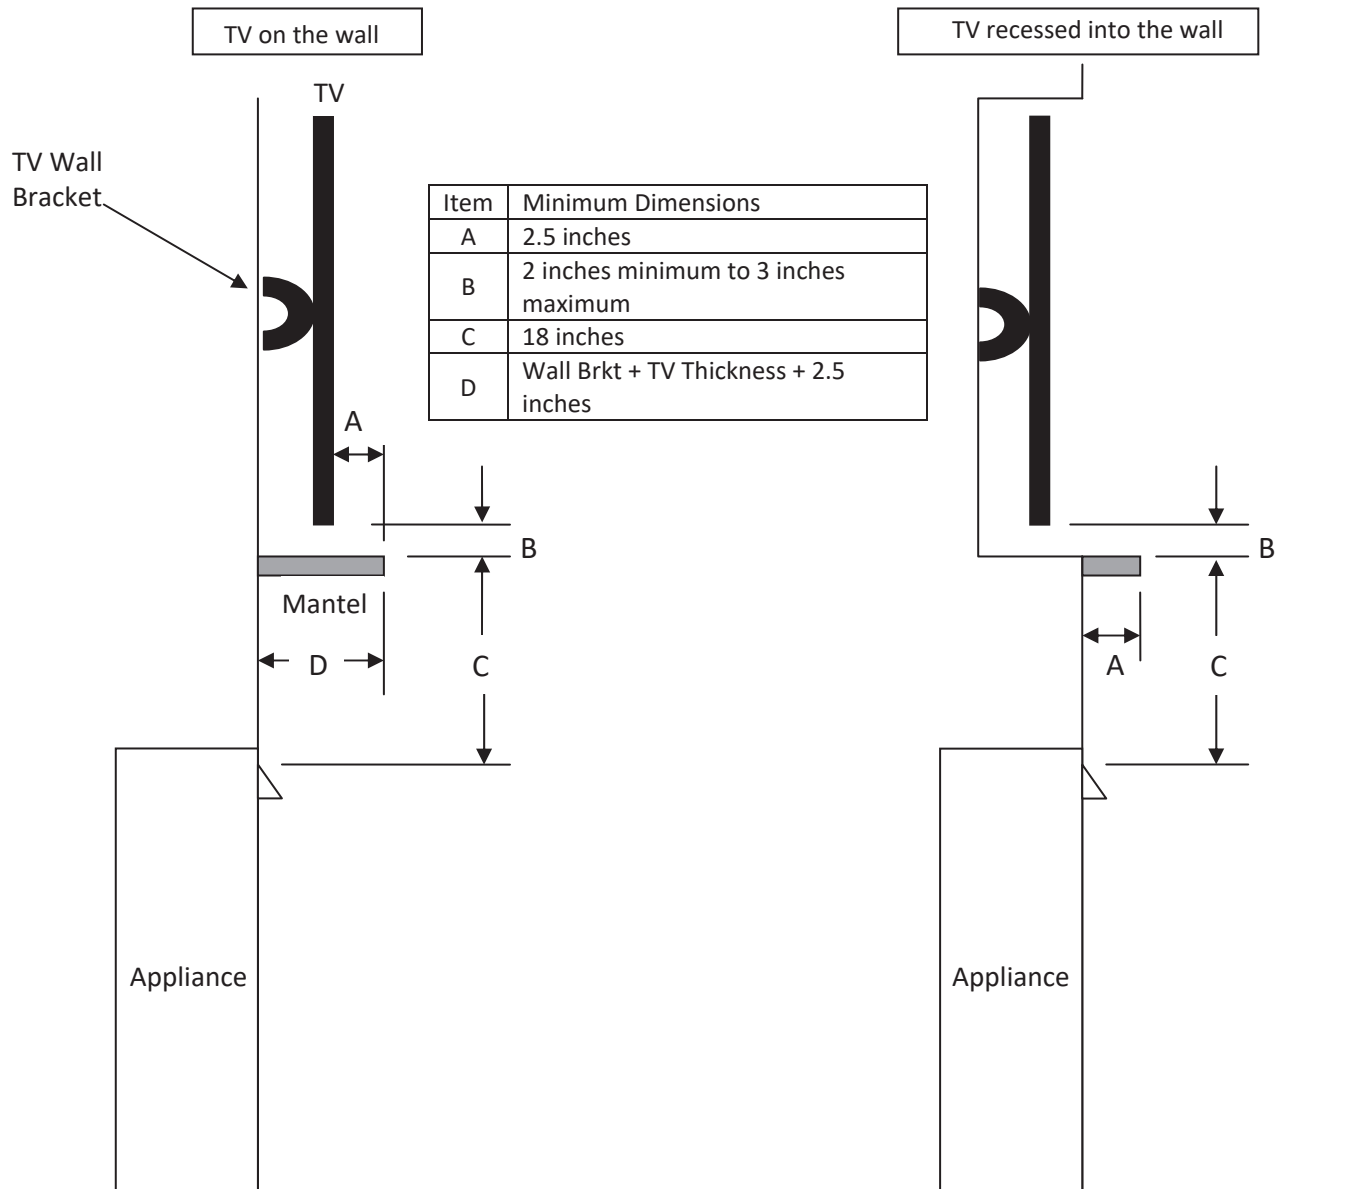 TV on the wall
TV recessed into the wall
TV
TV Wall
Bracket
Item Minimum Dimensions
A 2.5 inches
B 2 inches minimum to 3 inches
maximum
C 18 inches
D Wall Brkt + TV Thickness + 2.5
inches
A
B
Mantel
D
C
Appliance
B
A
C
Appliance